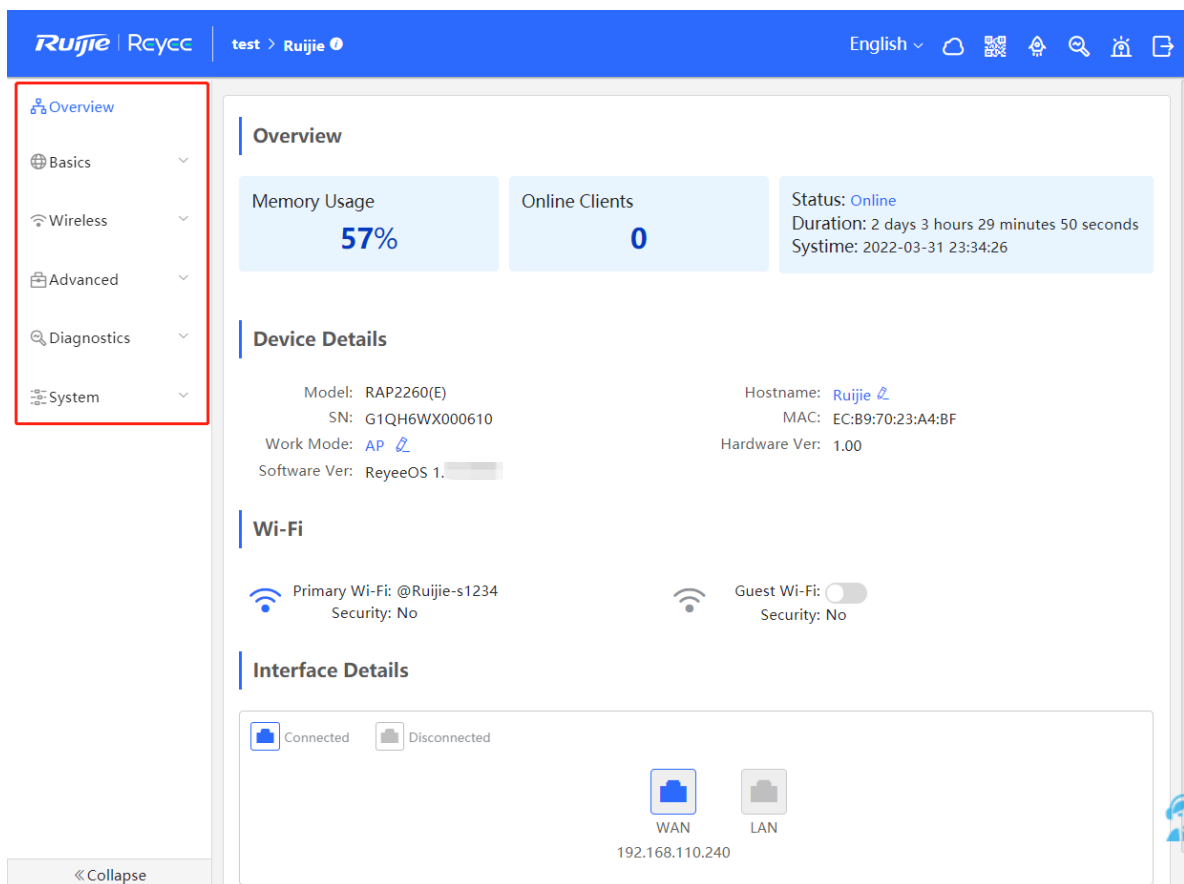 Ruijie | Reyee
test > Ruijie
English
Overview
Basics
Wireless
Advanced
Diagnostics
System
Collapse
Overview
Memory Usage
57%
Online Clients
0
Status: Online
Duration: 2 days 3 hours 29 minutes 50 seconds
Systime: 2022-03-31 23:34:26
Device Details
Model: RAP2260(E)
Hostname: Ruijie
SN: G1QH6WX000610
MAC: EC:B9:70:23:A4:BF
Work Mode: AP
Hardware Ver: 1.00
Software Ver: ReyeeOS 1.
Wi-Fi
Primary Wi-Fi: @Ruijie-s1234
Security: No
Guest Wi-Fi:
Security: No
Interface Details
Connected
Disconnected
WAN
LAN
192.168.110.240